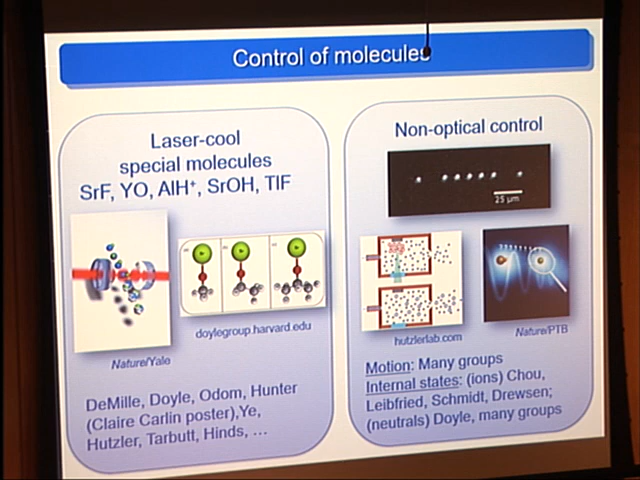 Control of molecules
Laser-cool
special molecules
SrF, YO, AlH⁺, SrOH, TlF
Nature/Yale
doylegroup.harvard.edu
DeMille, Doyle, Odom, Hunter
(Claire Carlin poster),Ye,
Hutzler, Tarbutt, Hinds, …
Non-optical control
25 µm
hutzlerlab.com
Nature/PTB
Motion: Many groups
Internal states: (ions) Chou,
Leibfried, Schmidt, Drewsen;
(neutrals) Doyle, many groups